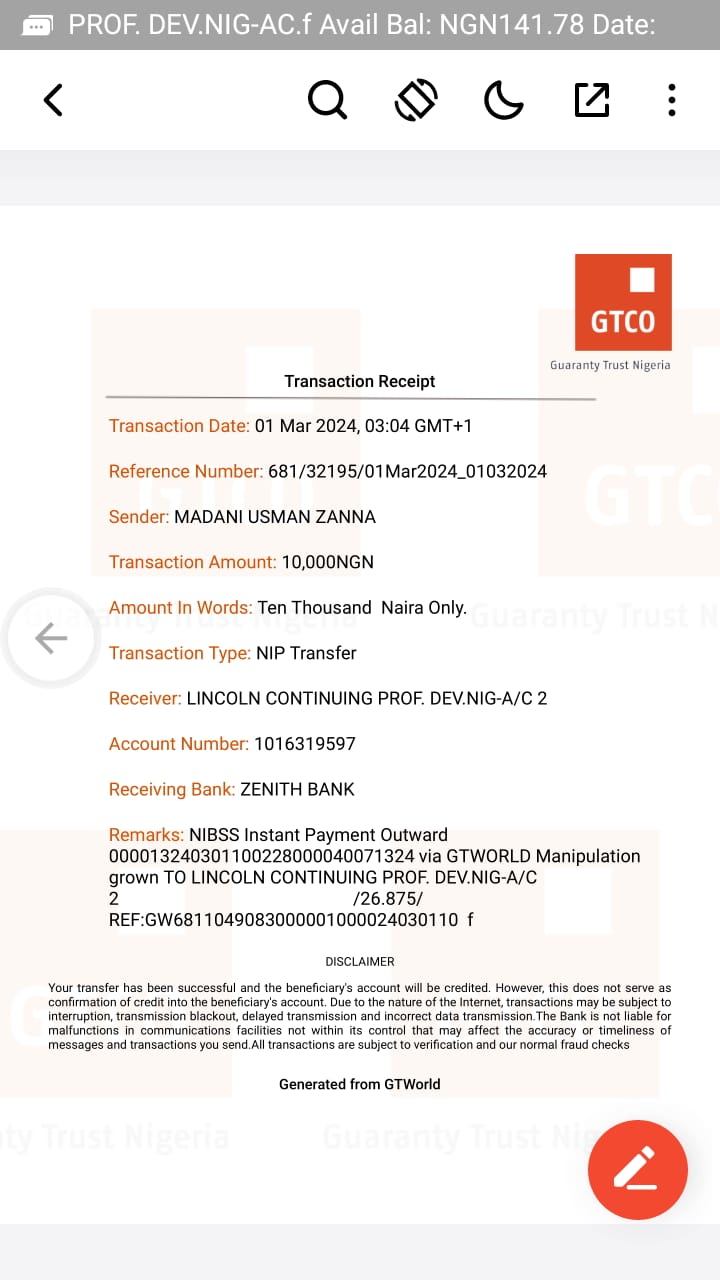 PROF. DEV.NIG-AC.f Avail Bal: NGN141.78 Date:
GTCO
Guaranty Trust Nigeria
Transaction Receipt
Transaction Date: 01 Mar 2024, 03:04 GMT+1
Reference Number: 681/32195/01Mar2024_01032024
Sender: MADANI USMAN ZANNA
Transaction Amount: 10,000NGN
Amount In Words: Ten Thousand  Naira Only.
Transaction Type: NIP Transfer
Receiver: LINCOLN CONTINUING PROF. DEV.NIG-A/C 2
Account Number: 1016319597
Receiving Bank: ZENITH BANK
Remarks: NIBSS Instant Payment Outward
000013240301100228000040071324 via GTWORLD Manipulation
grown TO LINCOLN CONTINUING PROF. DEV.NIG-A/C
2 /26.875/
REF:GW6811049083000001000024030110  f
DISCLAIMER
Your transfer has been successful and the beneficiary's account will be credited. However, this does not serve as
confirmation of credit into the beneficiary's account. Due to the nature of the Internet, transactions may be subject to
interruption, transmission blackout, delayed transmission and incorrect data transmission.The Bank is not liable for
malfunctions in communications facilities not within its control that may affect the accuracy or timeliness of
messages and transactions you send.All transactions are subject to verification and our normal fraud checks
Generated from GTWorld
GTC
Guaranty Trust Nigeria
Guaranty Trust N
ty Trust Nigeria
Guaranty Trust Nig